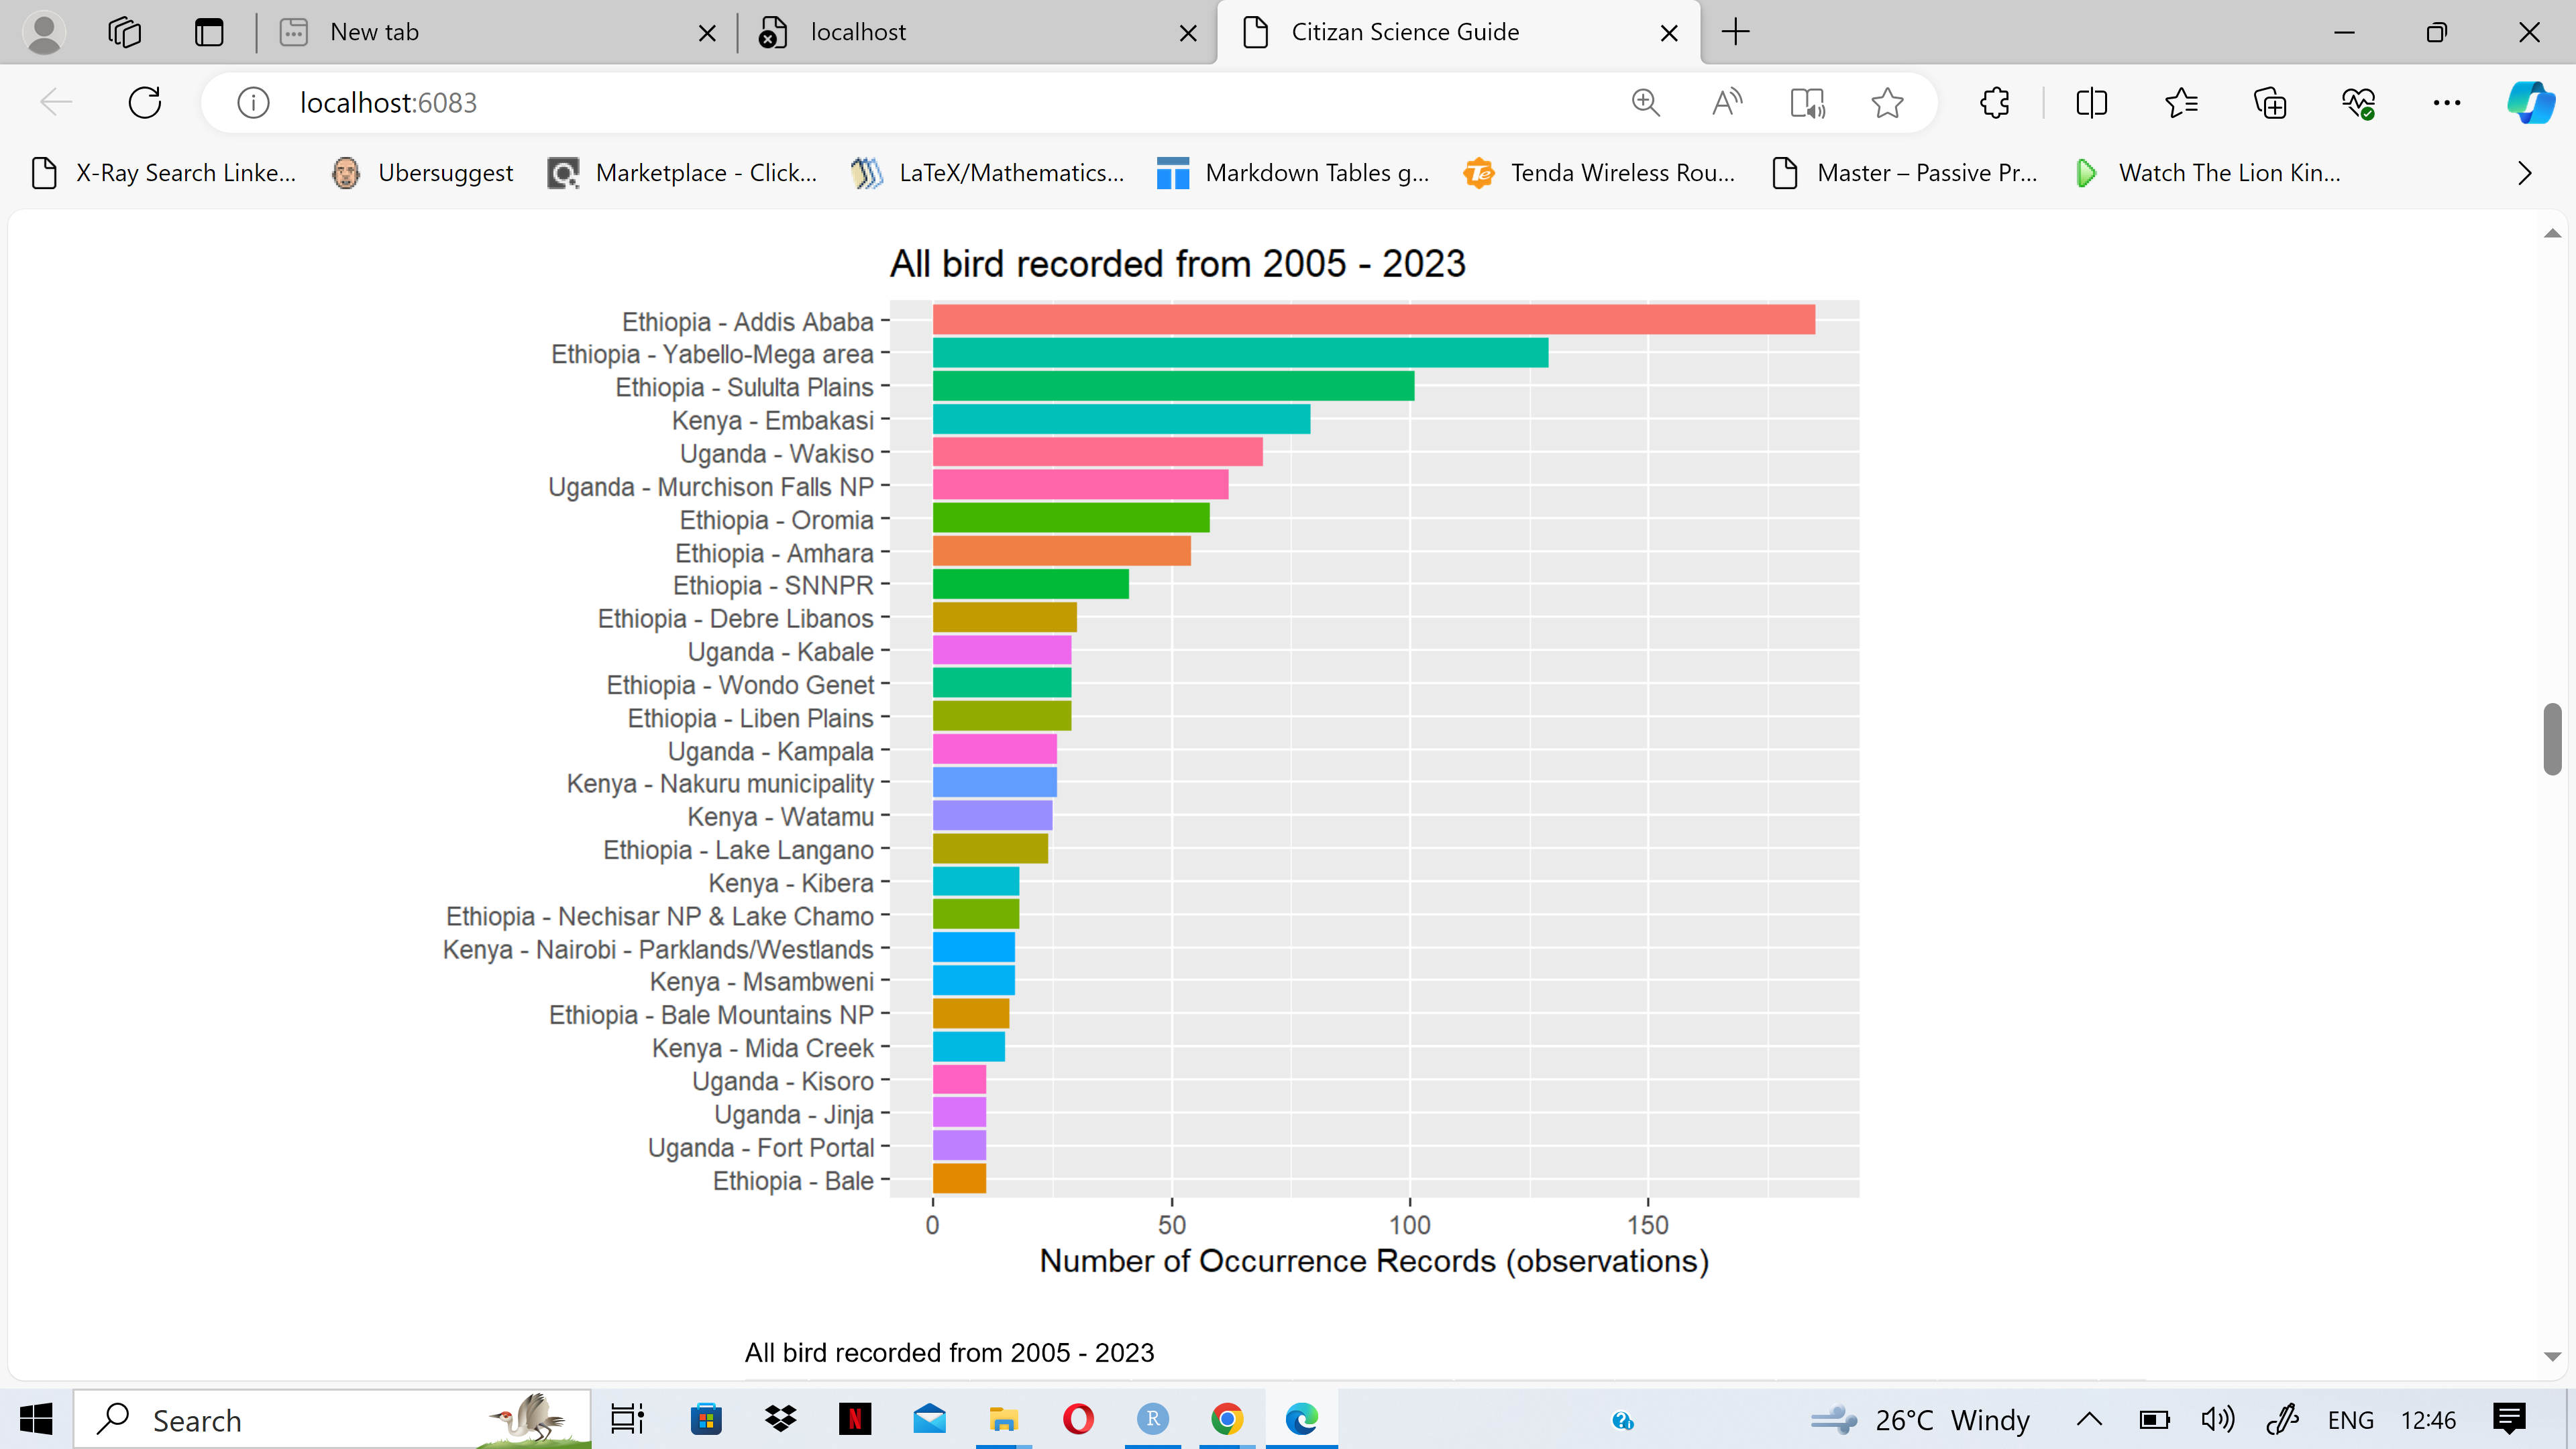 New tab
localhost
Citizan Science Guide
localhost:6083
X-Ray Search Linke...
Ubersuggest
Marketplace - Click...
LaTeX/Mathematics...
Markdown Tables g...
Tenda Wireless Rou...
Master – Passive Pr...
Watch The Lion Kin...
All bird recorded from 2005 - 2023
Ethiopia - Addis Ababa
Ethiopia - Yabello-Mega area
Ethiopia - Sululta Plains
Kenya - Embakasi
Uganda - Wakiso
Uganda - Murchison Falls NP
Ethiopia - Oromia
Ethiopia - Amhara
Ethiopia - SNNPR
Ethiopia - Debre Libanos
Uganda - Kabale
Ethiopia - Wondo Genet
Ethiopia - Liben Plains
Uganda - Kampala
Kenya - Nakuru municipality
Kenya - Watamu
Ethiopia - Lake Langano
Kenya - Kibera
Ethiopia - Nechisar NP & Lake Chamo
Kenya - Nairobi - Parklands/Westlands
Kenya - Msambweni
Ethiopia - Bale Mountains NP
Kenya - Mida Creek
Uganda - Kisoro
Uganda - Jinja
Uganda - Fort Portal
Ethiopia - Bale
0 50 100 150
Number of Occurrence Records (observations)
All bird recorded from 2005 - 2023
Search
26°C Windy
ENG
12:46